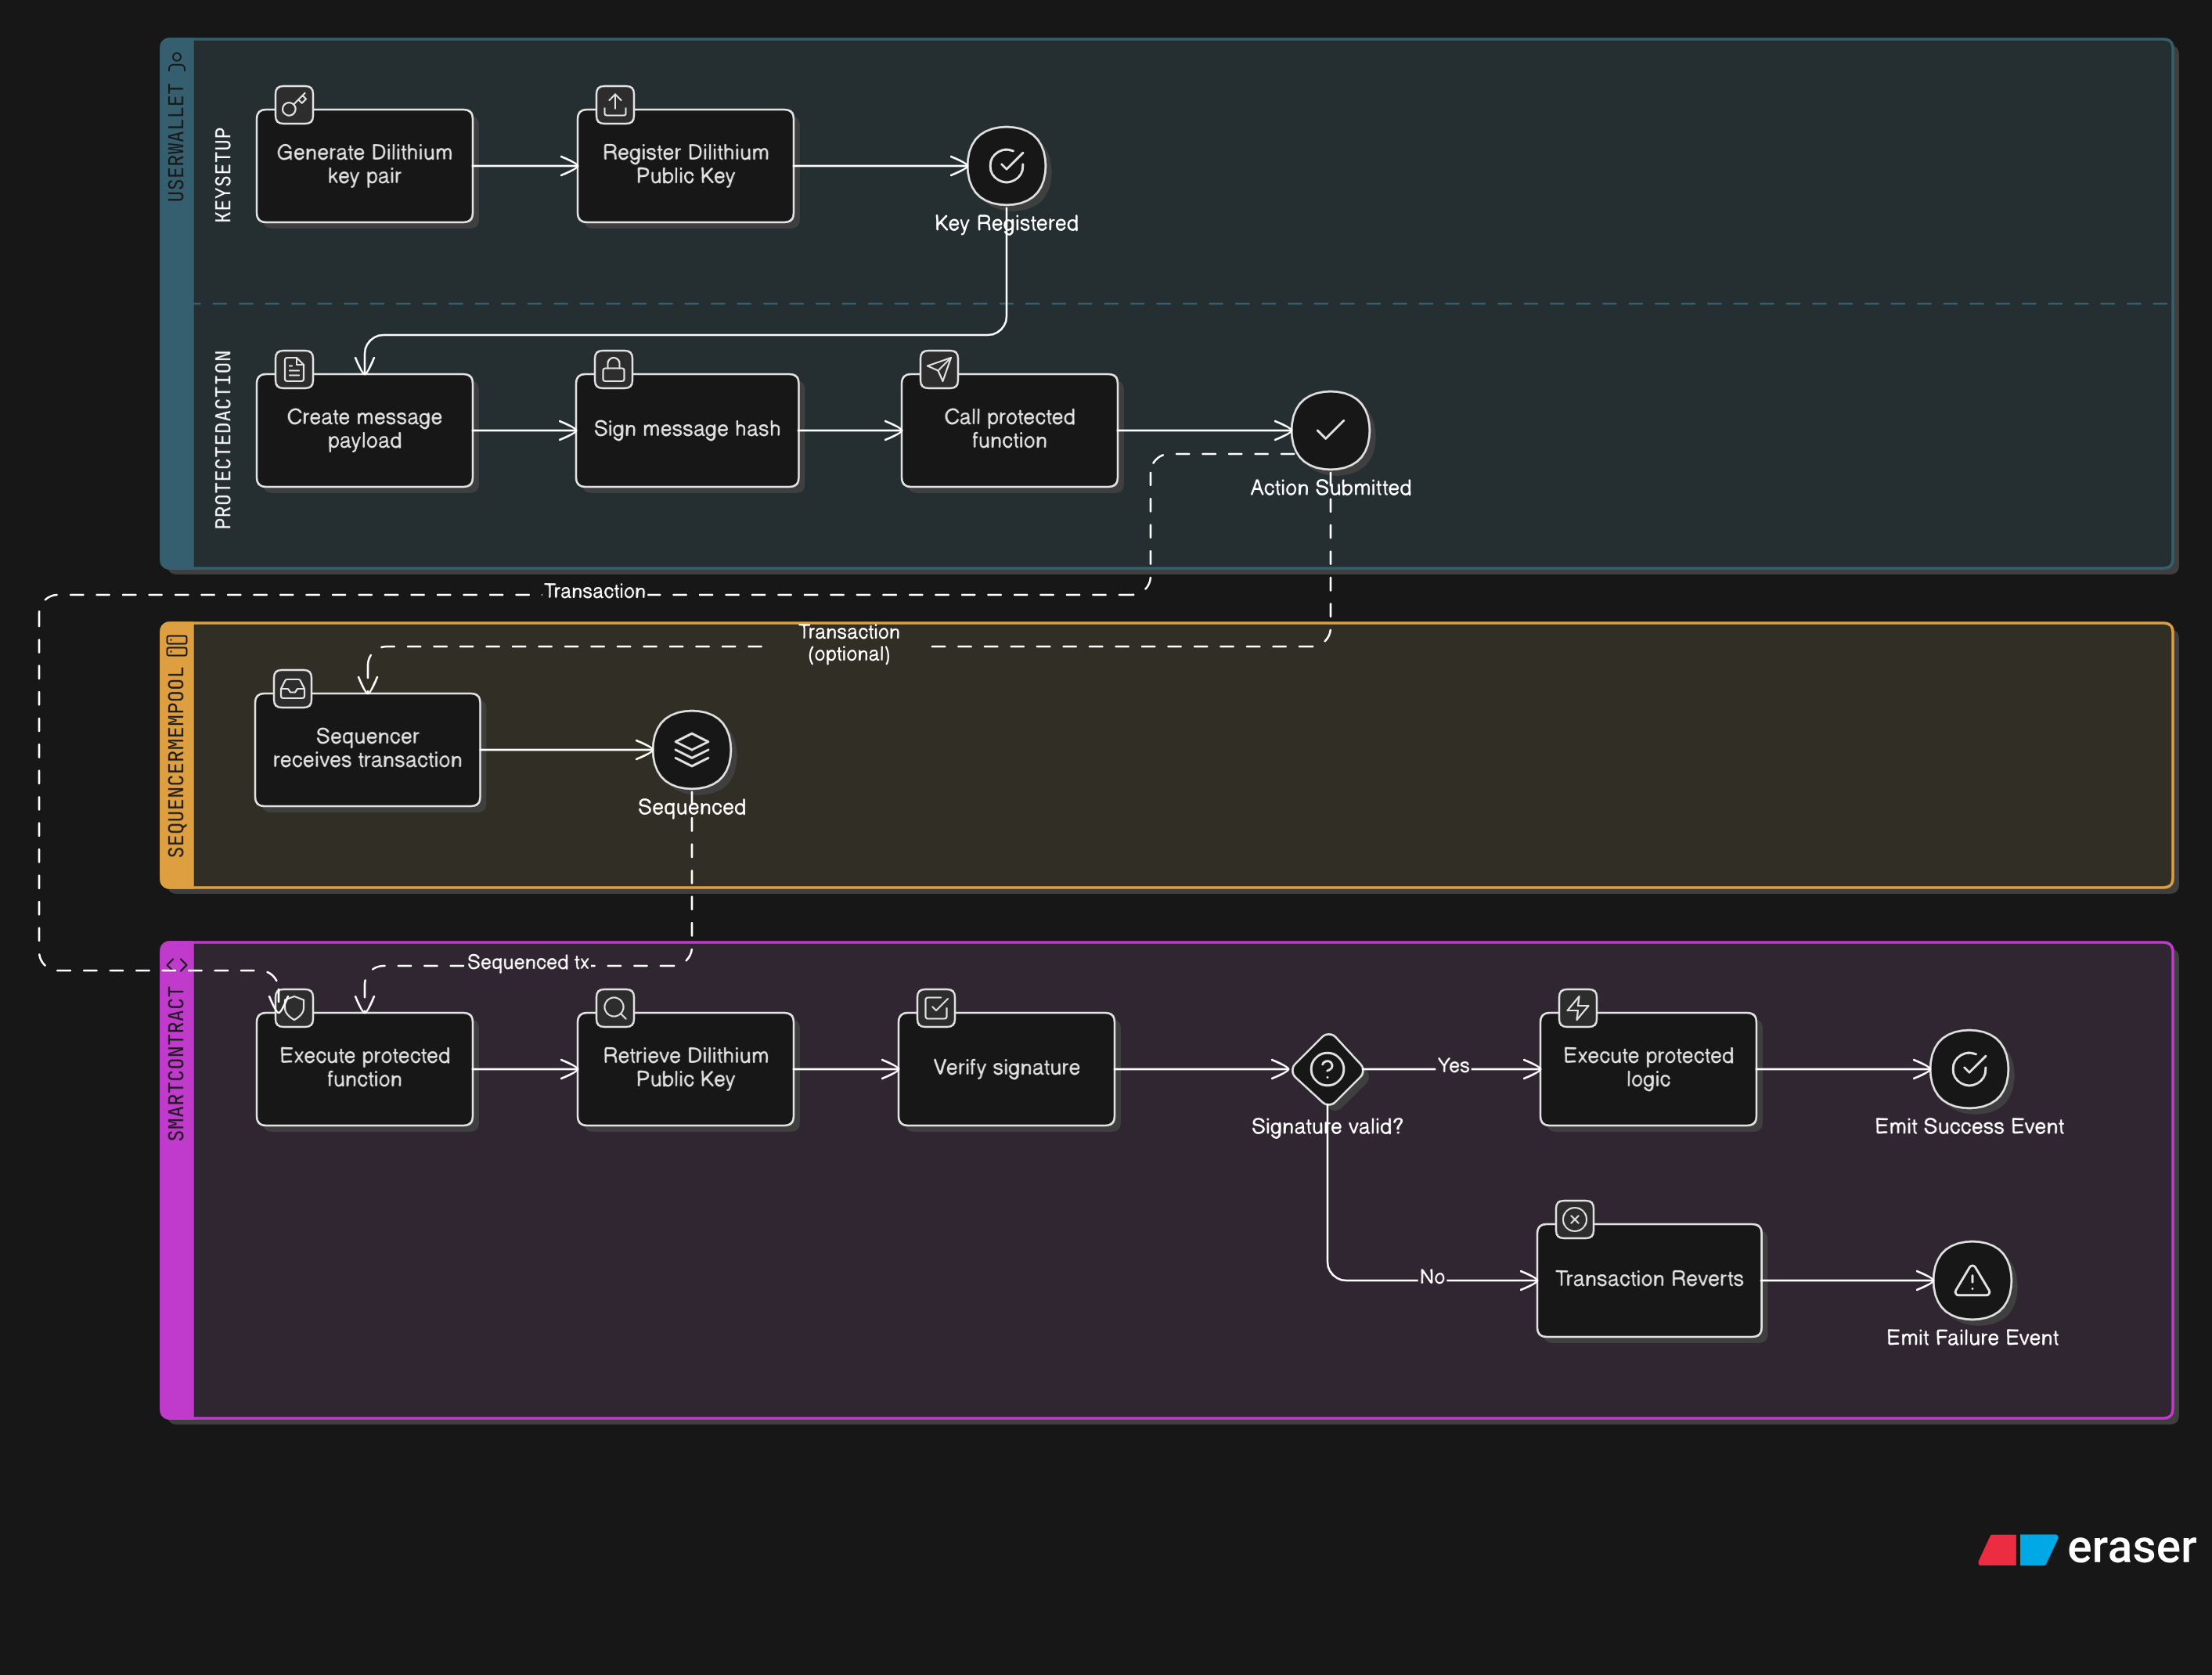 USERWALLET
KEYSETUP
Generate Dilithium
key pair
Register Dilithium
Public Key
Key Registered
PROTECTEDACTION
Create message
payload
Sign message hash
Call protected
function
Action Submitted
Transaction
SEQUENCERMEMPOOL
Transaction
(optional)
Sequencer
receives transaction
Sequenced
SMARTCONTRACT
Sequenced tx
Execute protected
function
Retrieve Dilithium
Public Key
Verify signature
Signature valid?
Yes
Execute protected
logic
Emit Success Event
No
Transaction Reverts
Emit Failure Event
eraser